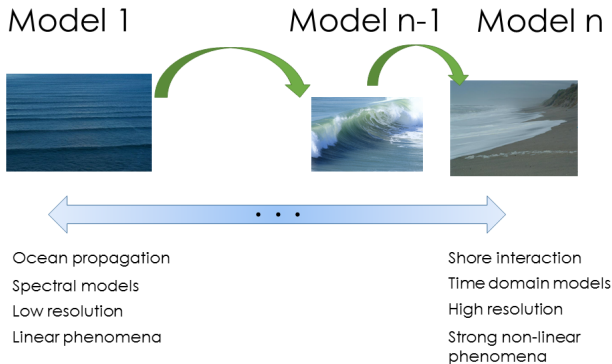 Model 1
Model n-1
Model n
. . .
Ocean propagation
Spectral models
Low resolution
Linear phenomena
Shore interaction
Time domain models
High resolution
Strong non-linear
phenomena